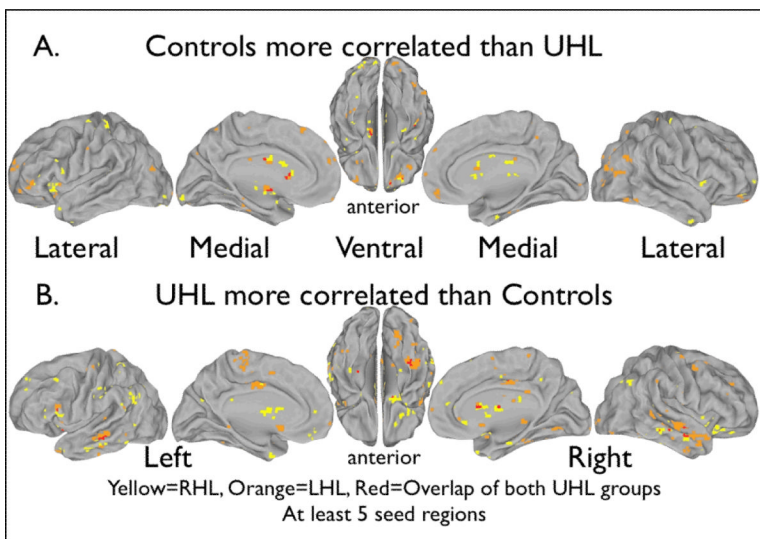 A. Controls more correlated than UHL
anterior
Lateral Medial Ventral Medial Lateral
B. UHL more correlated than Controls
anterior
Left Right
Yellow=RHL, Orange=LHL, Red=Overlap of both UHL groups
At least 5 seed regions